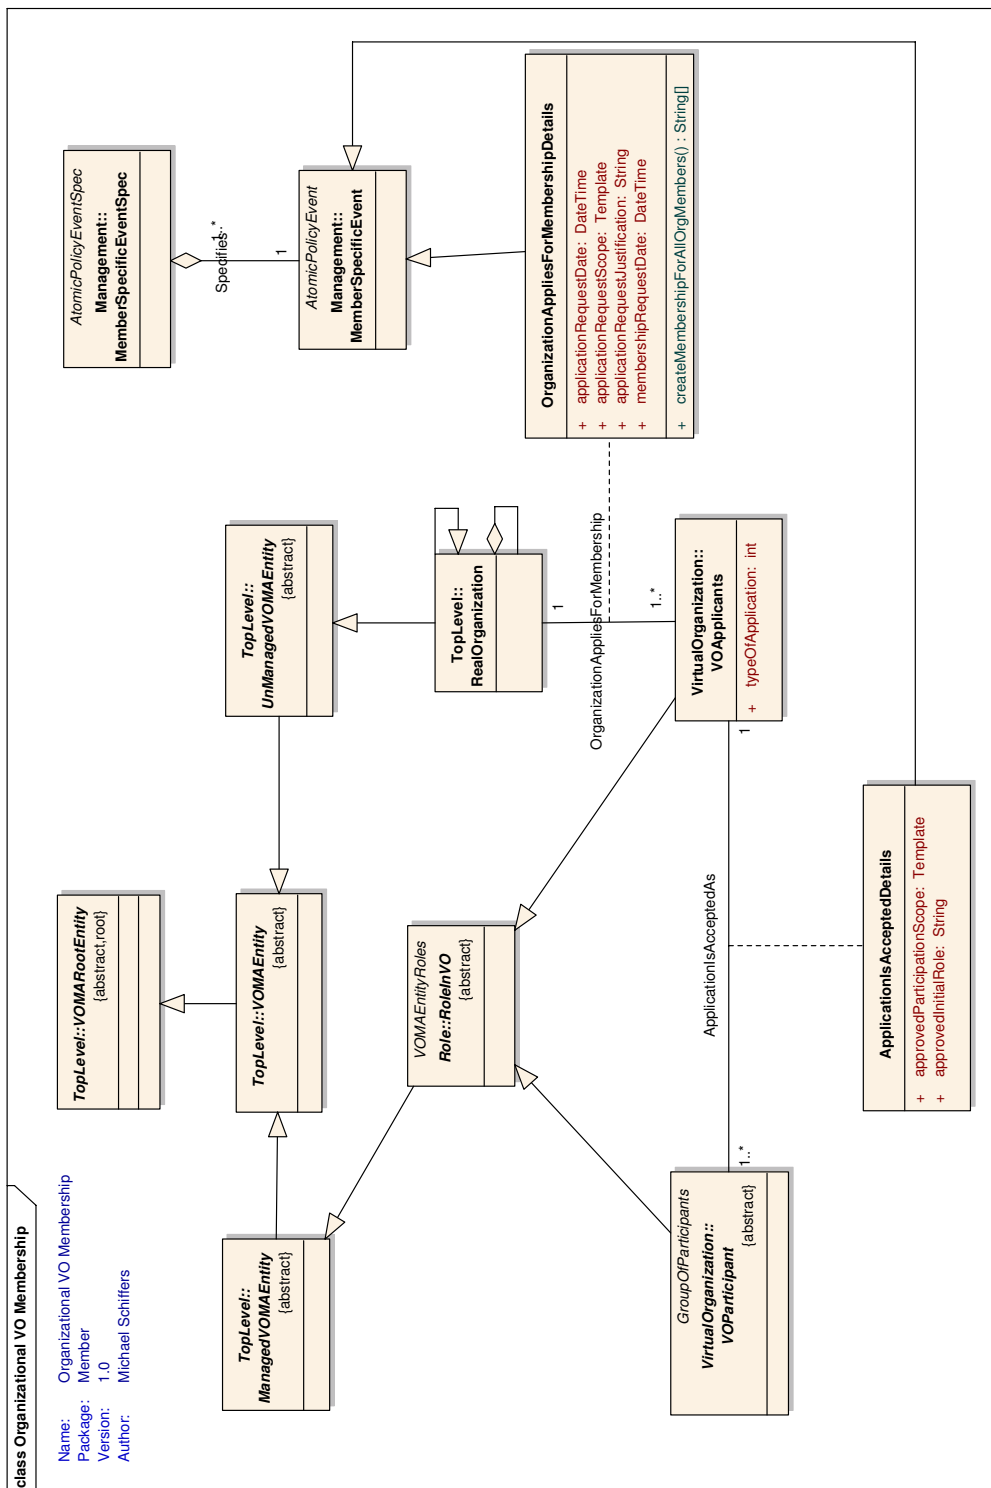 class Organizational VO Membership
Name: Organizational VO Membership
Package: Member
Version: 1.0
Author: Michael Schiffers
TopLevel::VOMARootEntity
{abstract,root}
TopLevel::VOMAEntity
{abstract}
TopLevel::
ManagedVOMAEntity
{abstract}
TopLevel::
UnManagedVOMAEntity
{abstract}
AtomicPolicyEventSpec
Management::
MemberSpecificEventSpec
1..*
Specifies
1
AtomicPolicyEvent
Management::
MemberSpecificEvent
VOMAEntityRoles
Role::RoleInVO
{abstract}
TopLevel::
RealOrganization
1
OrganizationAppliesForMembership
1..*
OrganizationAppliesForMembershipDetails
+ applicationRequestDate: DateTime
+ applicationRequestScope: Template
+ applicationRequestJustification: String
+ membershipRequestDate: DateTime
+ createMembershipForAllOrgMembers() : String[]
GroupOfParticipants
VirtualOrganization::
VOParticipant
{abstract}
1..*
ApplicationIsAcceptedAs
1
VirtualOrganization::
VOApplicants
+ typeOfApplication: int
ApplicationIsAcceptedDetails
+ approvedParticipationScope: Template
+ approvedInitialRole: String